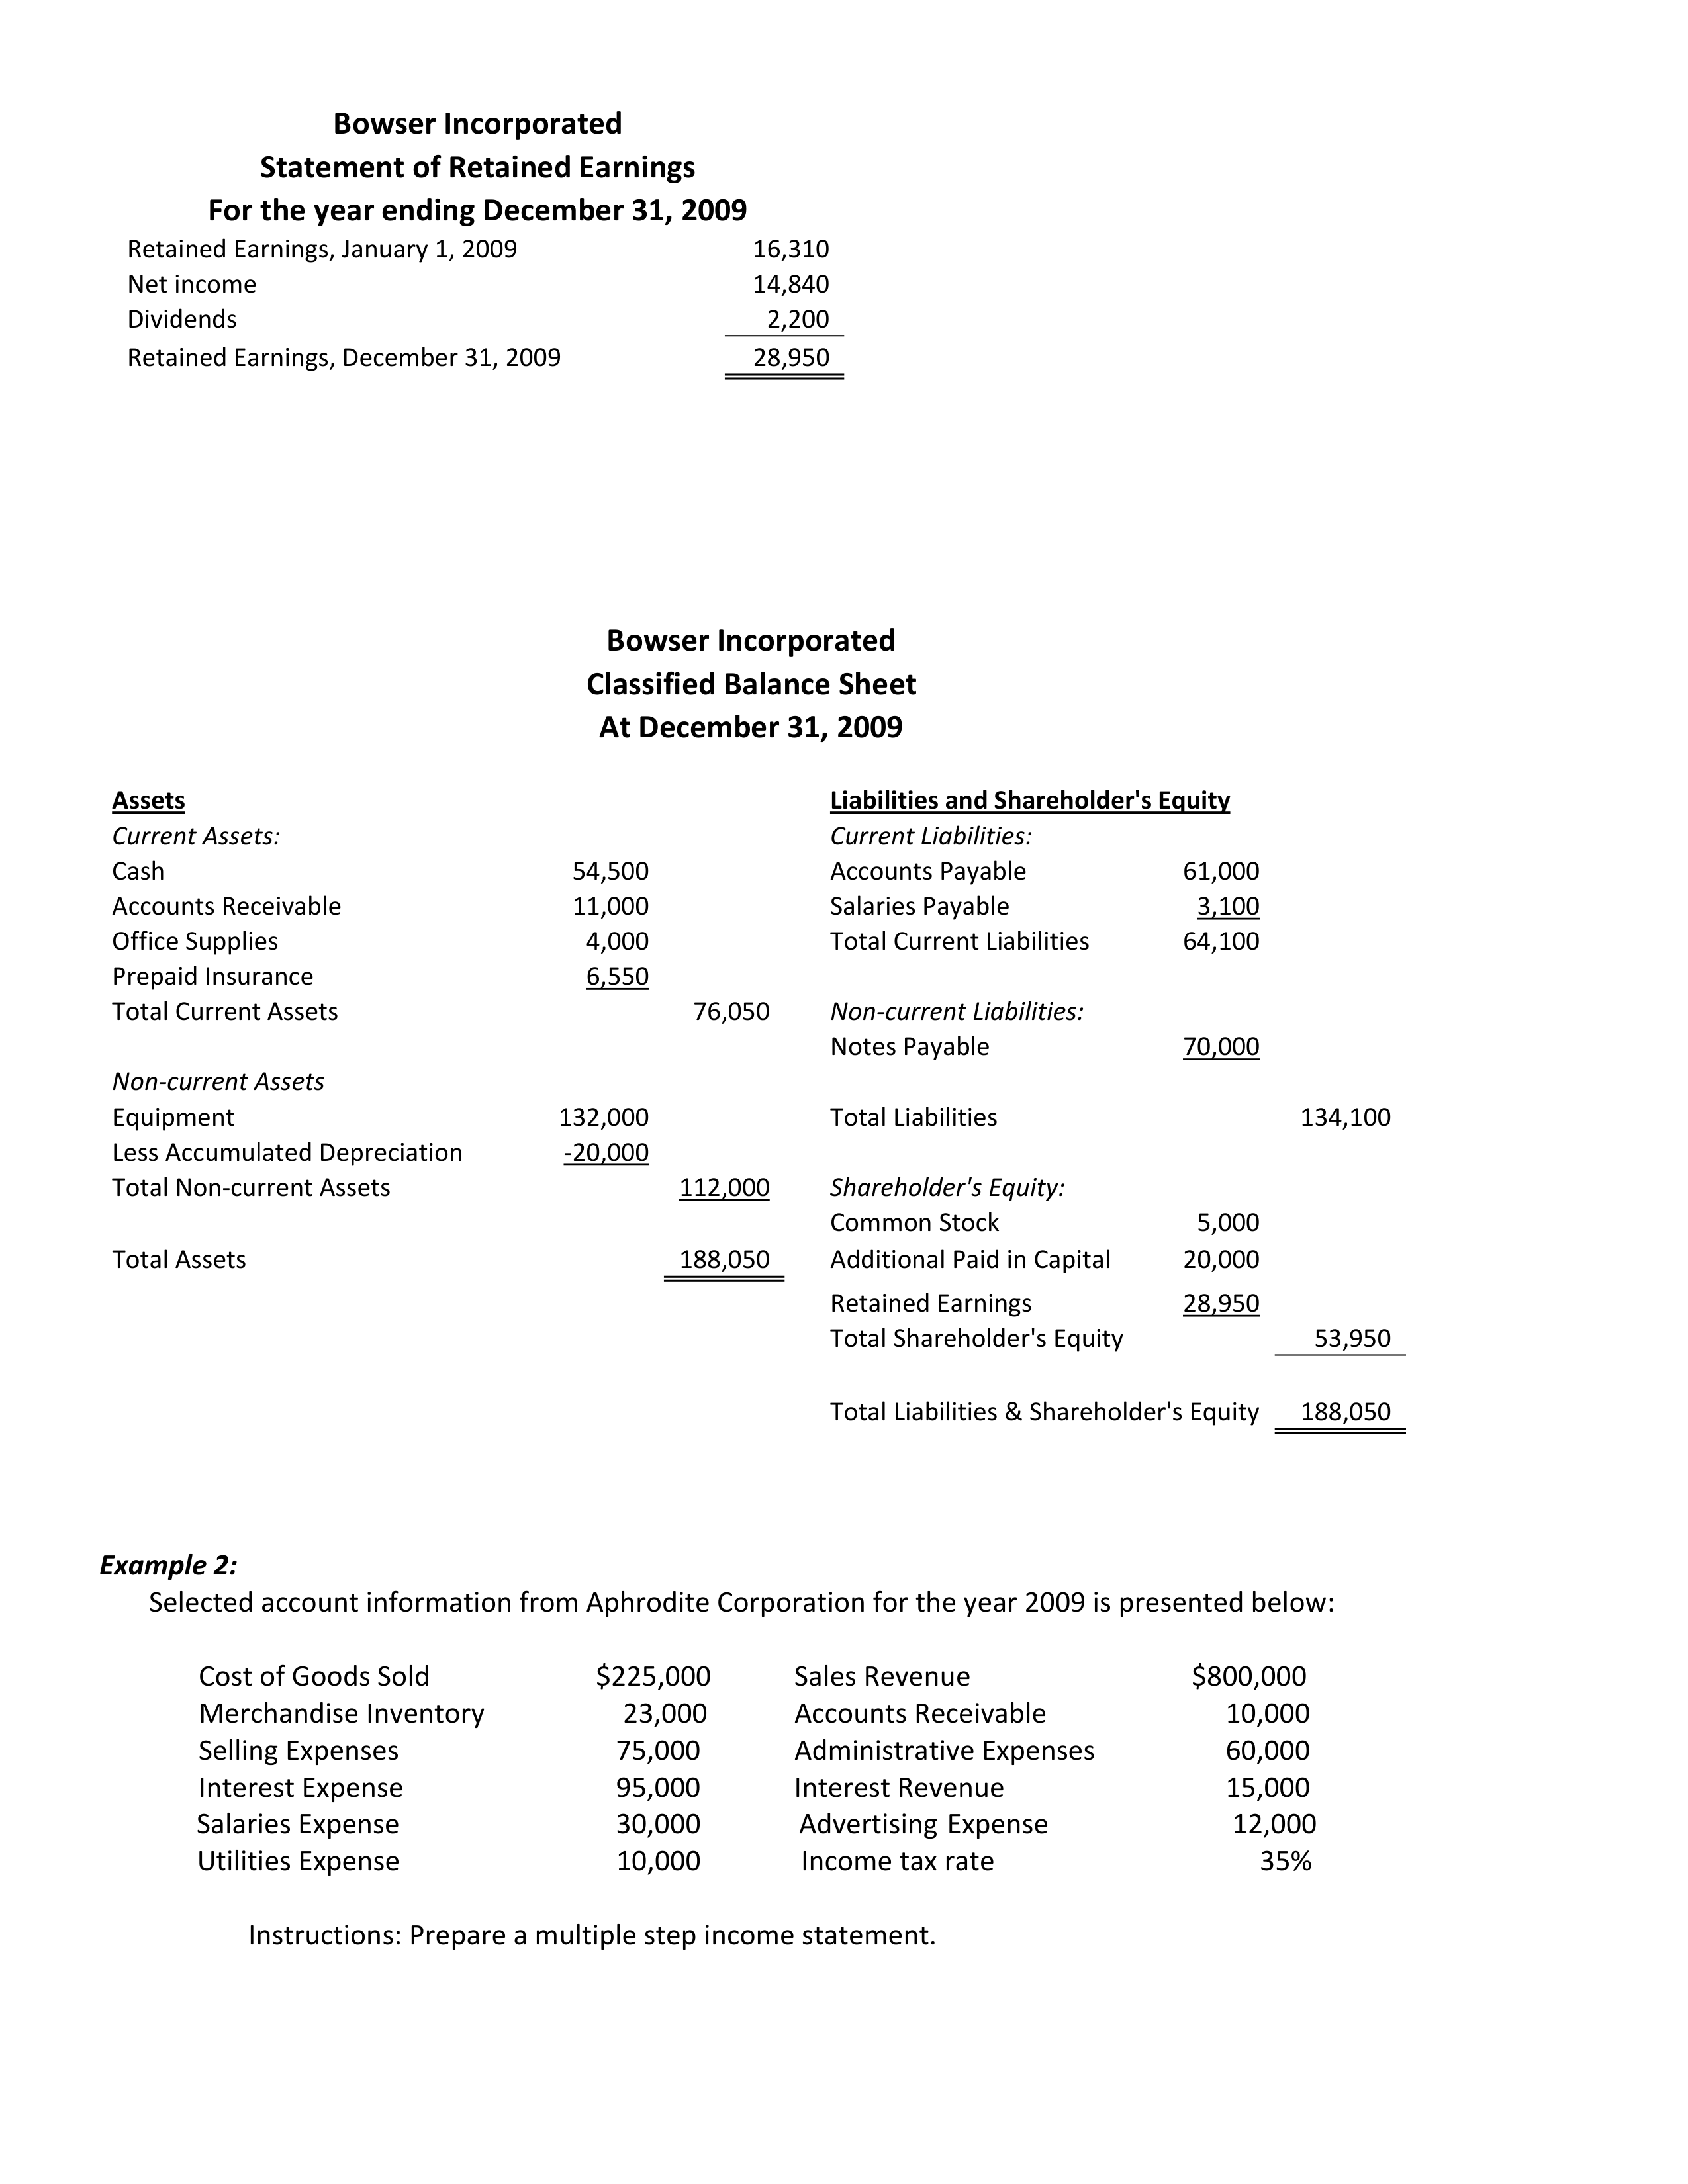 Bowser Incorporated
Statement of Retained Earnings
For the year ending December 31, 2009
Retained Earnings, January 1, 2009 16,310
Net income 14,840
Dividends 2,200
Retained Earnings, December 31, 2009 28,950
Bowser Incorporated
Classified Balance Sheet
At December 31, 2009
Assets Liabilities and Shareholder's Equity
Current Assets: Current Liabilities:
Cash 54,500 Accounts Payable 61,000
Accounts Receivable 11,000 Salaries Payable 3,100
Office Supplies 4,000 Total Current Liabilities 64,100
Prepaid Insurance 6,550
Total Current Assets 76,050 Non-current Liabilities:
Notes Payable 70,000
Non-current Assets
Equipment 132,000 Total Liabilities 134,100
Less Accumulated Depreciation -20,000
Total Non-current Assets 112,000 Shareholder's Equity:
Common Stock 5,000
Total Assets 188,050 Additional Paid in Capital 20,000
Retained Earnings 28,950
Total Shareholder's Equity 53,950
Total Liabilities & Shareholder's Equity 188,050
Example 2:
Selected account information from Aphrodite Corporation for the year 2009 is presented below:
Cost of Goods Sold $225,000 Sales Revenue $800,000
Merchandise Inventory 23,000 Accounts Receivable 10,000
Selling Expenses 75,000 Administrative Expenses 60,000
Interest Expense 95,000 Interest Revenue 15,000
Salaries Expense 30,000 Advertising Expense 12,000
Utilities Expense 10,000 Income tax rate 35%
Instructions: Prepare a multiple step income statement.